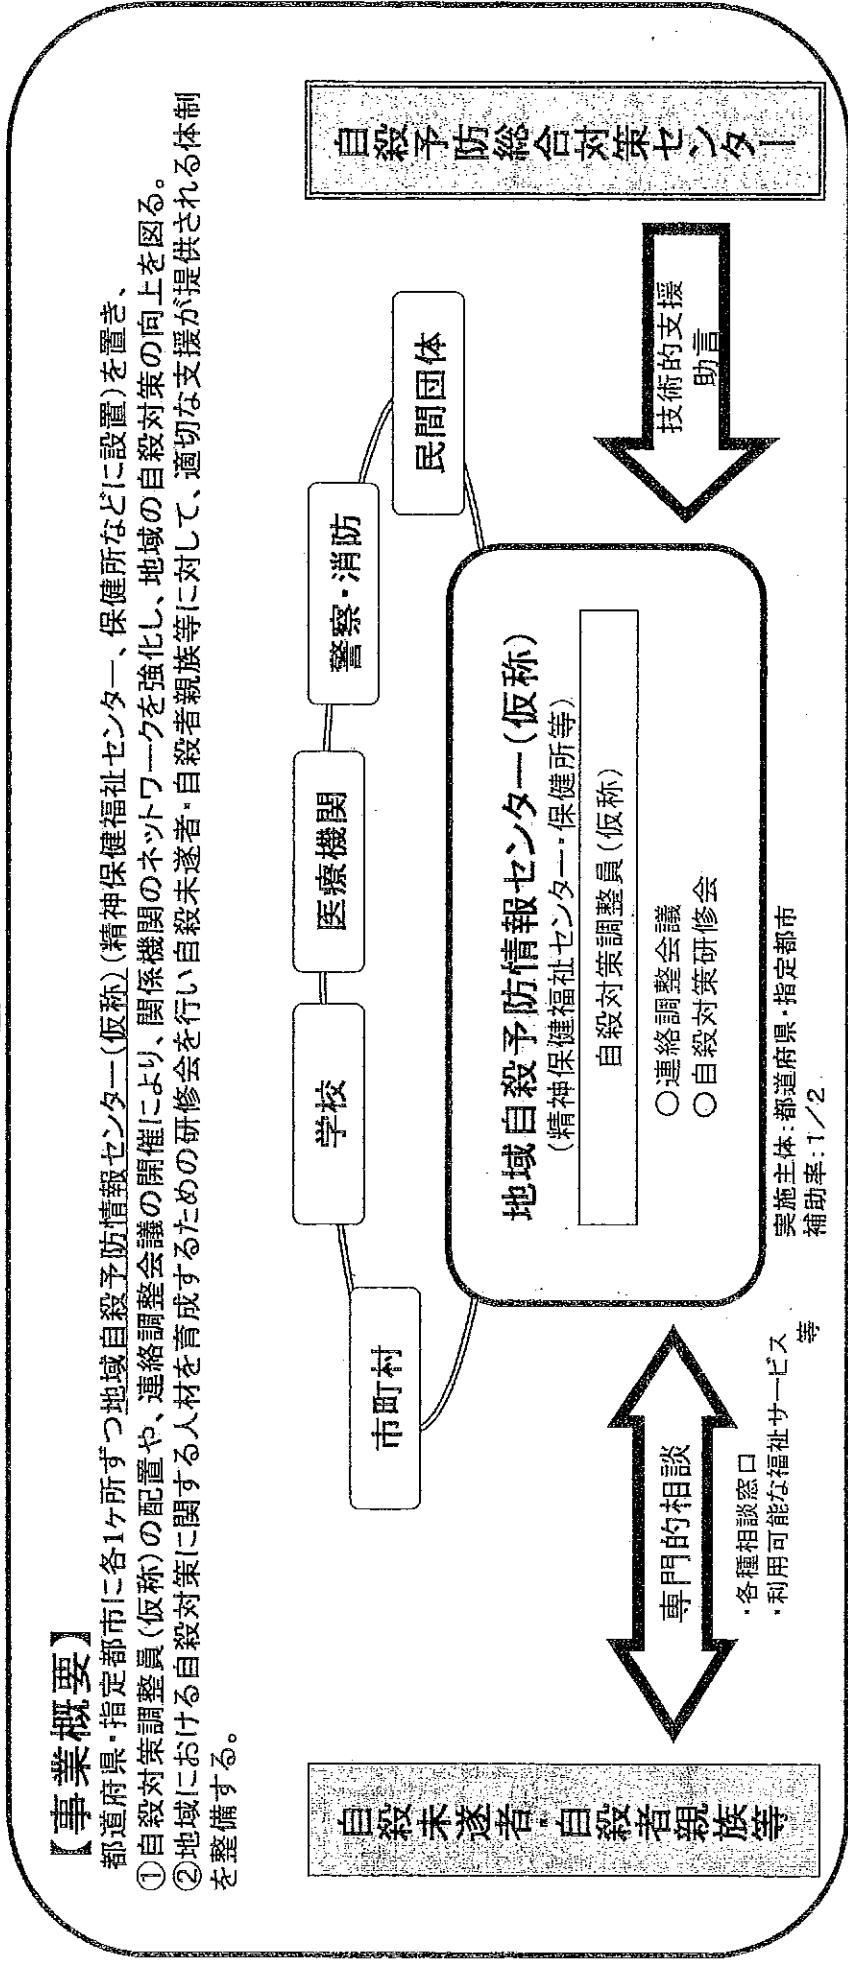 【事業概要】
都道府県・指定都市に各1ヶ所ずつ地域自殺予防情報センター(仮称)(精神保健福祉センター、保健所などに設置)を置き、
①自殺対策調整員(仮称)の配置や、連絡調整会議の開催により、関係機関のネットワークを強化し、地域の自殺対策の向上を図る。
②地域における自殺対策に関する人材を育成するための研修会を行い自殺未遂者・自殺者親族等に対して、適切な支援が提供される体制
を整備する。
市町村
学校
医療機関
警察・消防
民間団体
自殺未遂者・自殺者親族等
専門的相談
・各種相談窓口
・利用可能な福祉サービス
等
地域自殺予防情報センター(仮称)
(精神保健福祉センター・保健所等)
自殺対策調整員(仮称)
○連絡調整会議
○自殺対策研修会
実施主体:都道府県・指定都市
補助率:1/2
技術的支援
助言
自殺予防総合対策センター